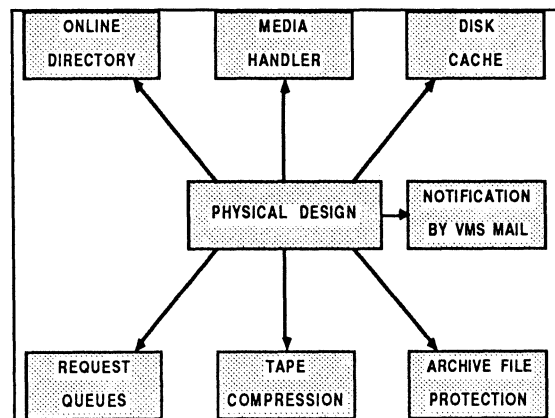 ONLINE
DIRECTORY
MEDIA
HANDLER
DISK
CACHE
PHYSICAL DESIGN
NOTIFICATION
BY VMS MAIL
REQUEST
QUEUES
TAPE
COMPRESSION
ARCHIVE FILE
PROTECTION